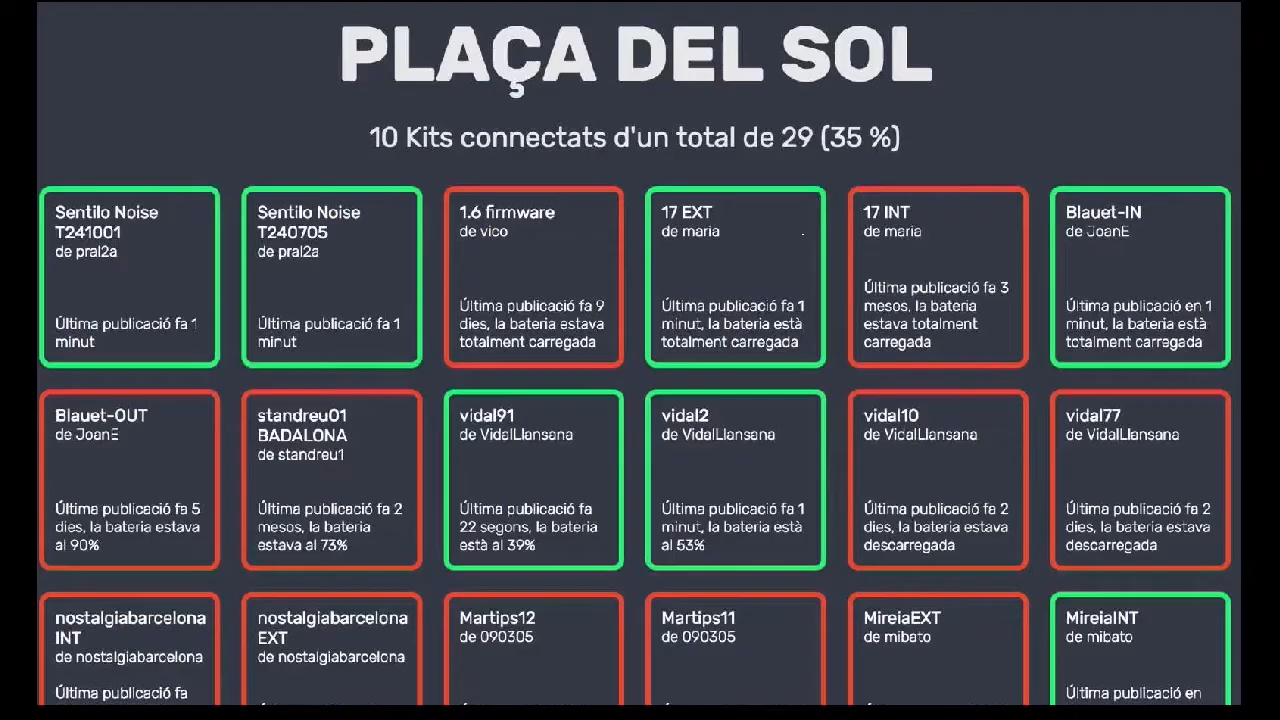 PLAÇA DEL SOL
10 Kits connectats d'un total de 29 (35 %)
Sentilo Noise
T241001
de pral2a
Última publicació fa 1
minut
Sentilo Noise
T240705
de pral2a
Última publicació fa 1
minut
1.6 firmware
de vico
Última publicació fa 9
dies, la bateria estava
totalment carregada
17 EXT
de maria
Última publicació fa 1
minut, la bateria està
totalment carregada
17 INT
de maria
Última publicació fa 3
mesos, la bateria
estava totalment
carregada
Blauet-IN
de JoanE
Última publicació en 1
minut, la bateria està
totalment carregada
Blauet-OUT
de JoanE
Última publicació fa 5
dies, la bateria estava
al 90%
standreu01
BADALONA
de standreu1
Última publicació fa 2
mesos, la bateria
estava al 73%
vidal91
de VidalLlansana
Última publicació fa
22 segons, la bateria
està al 39%
vidal2
de VidalLlansana
Última publicació fa 1
minut, la bateria està
al 53%
vidal10
de VidalLlansana
Última publicació fa 2
dies, la bateria estava
descarregada
vidal77
de VidalLlansana
Última publicació fa 2
dies, la bateria estava
descarregada
nostalgiabarcelona
INT
de nostalgiabarcelona
Última publicació fa
nostalgiabarcelona
EXT
de nostalgiabarcelona
Martips12
de 090305
Martips11
de 090305
MireiaEXT
de mibato
MireiaINT
de mibato
Última publicació en